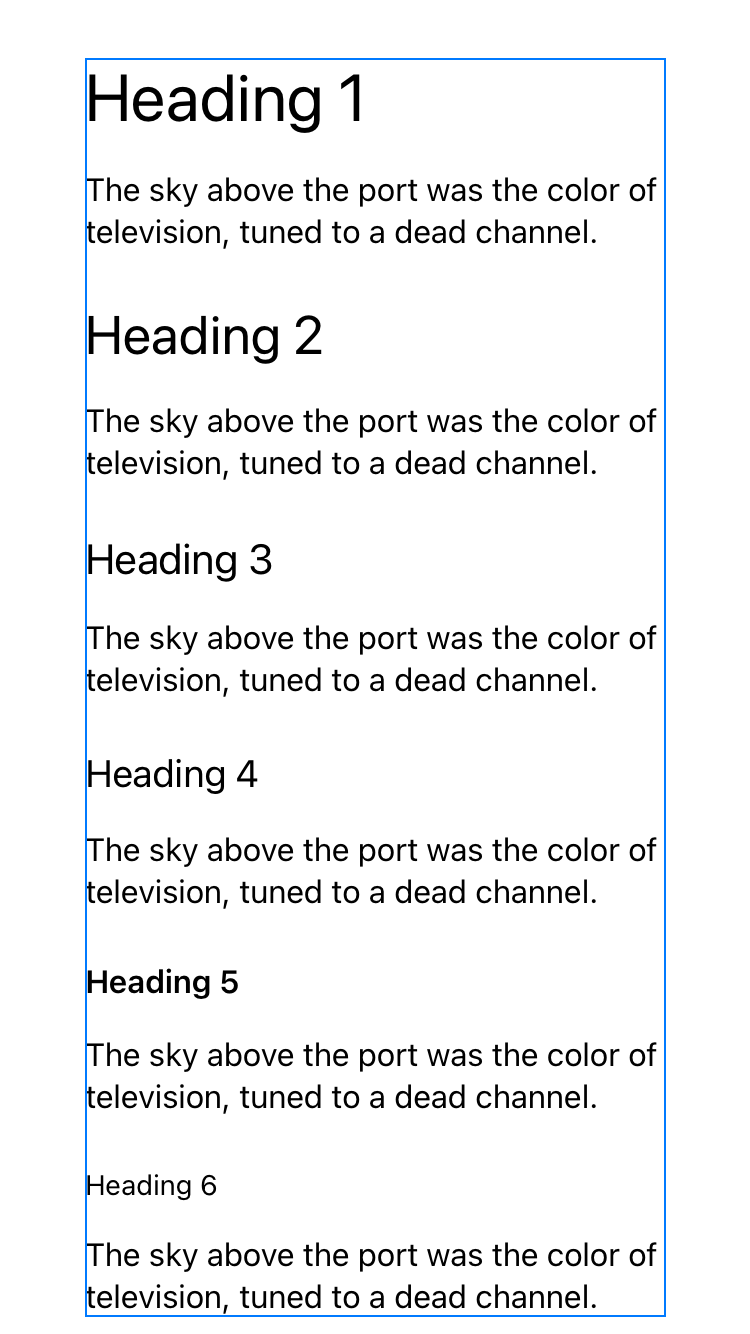 Heading 1
The sky above the port was the color of
television, tuned to a dead channel.
Heading 2
The sky above the port was the color of
television, tuned to a dead channel.
Heading 3
The sky above the port was the color of
television, tuned to a dead channel.
Heading 4
The sky above the port was the color of
television, tuned to a dead channel.
Heading 5
The sky above the port was the color of
television, tuned to a dead channel.
Heading 6
The sky above the port was the color of
television, tuned to a dead channel.